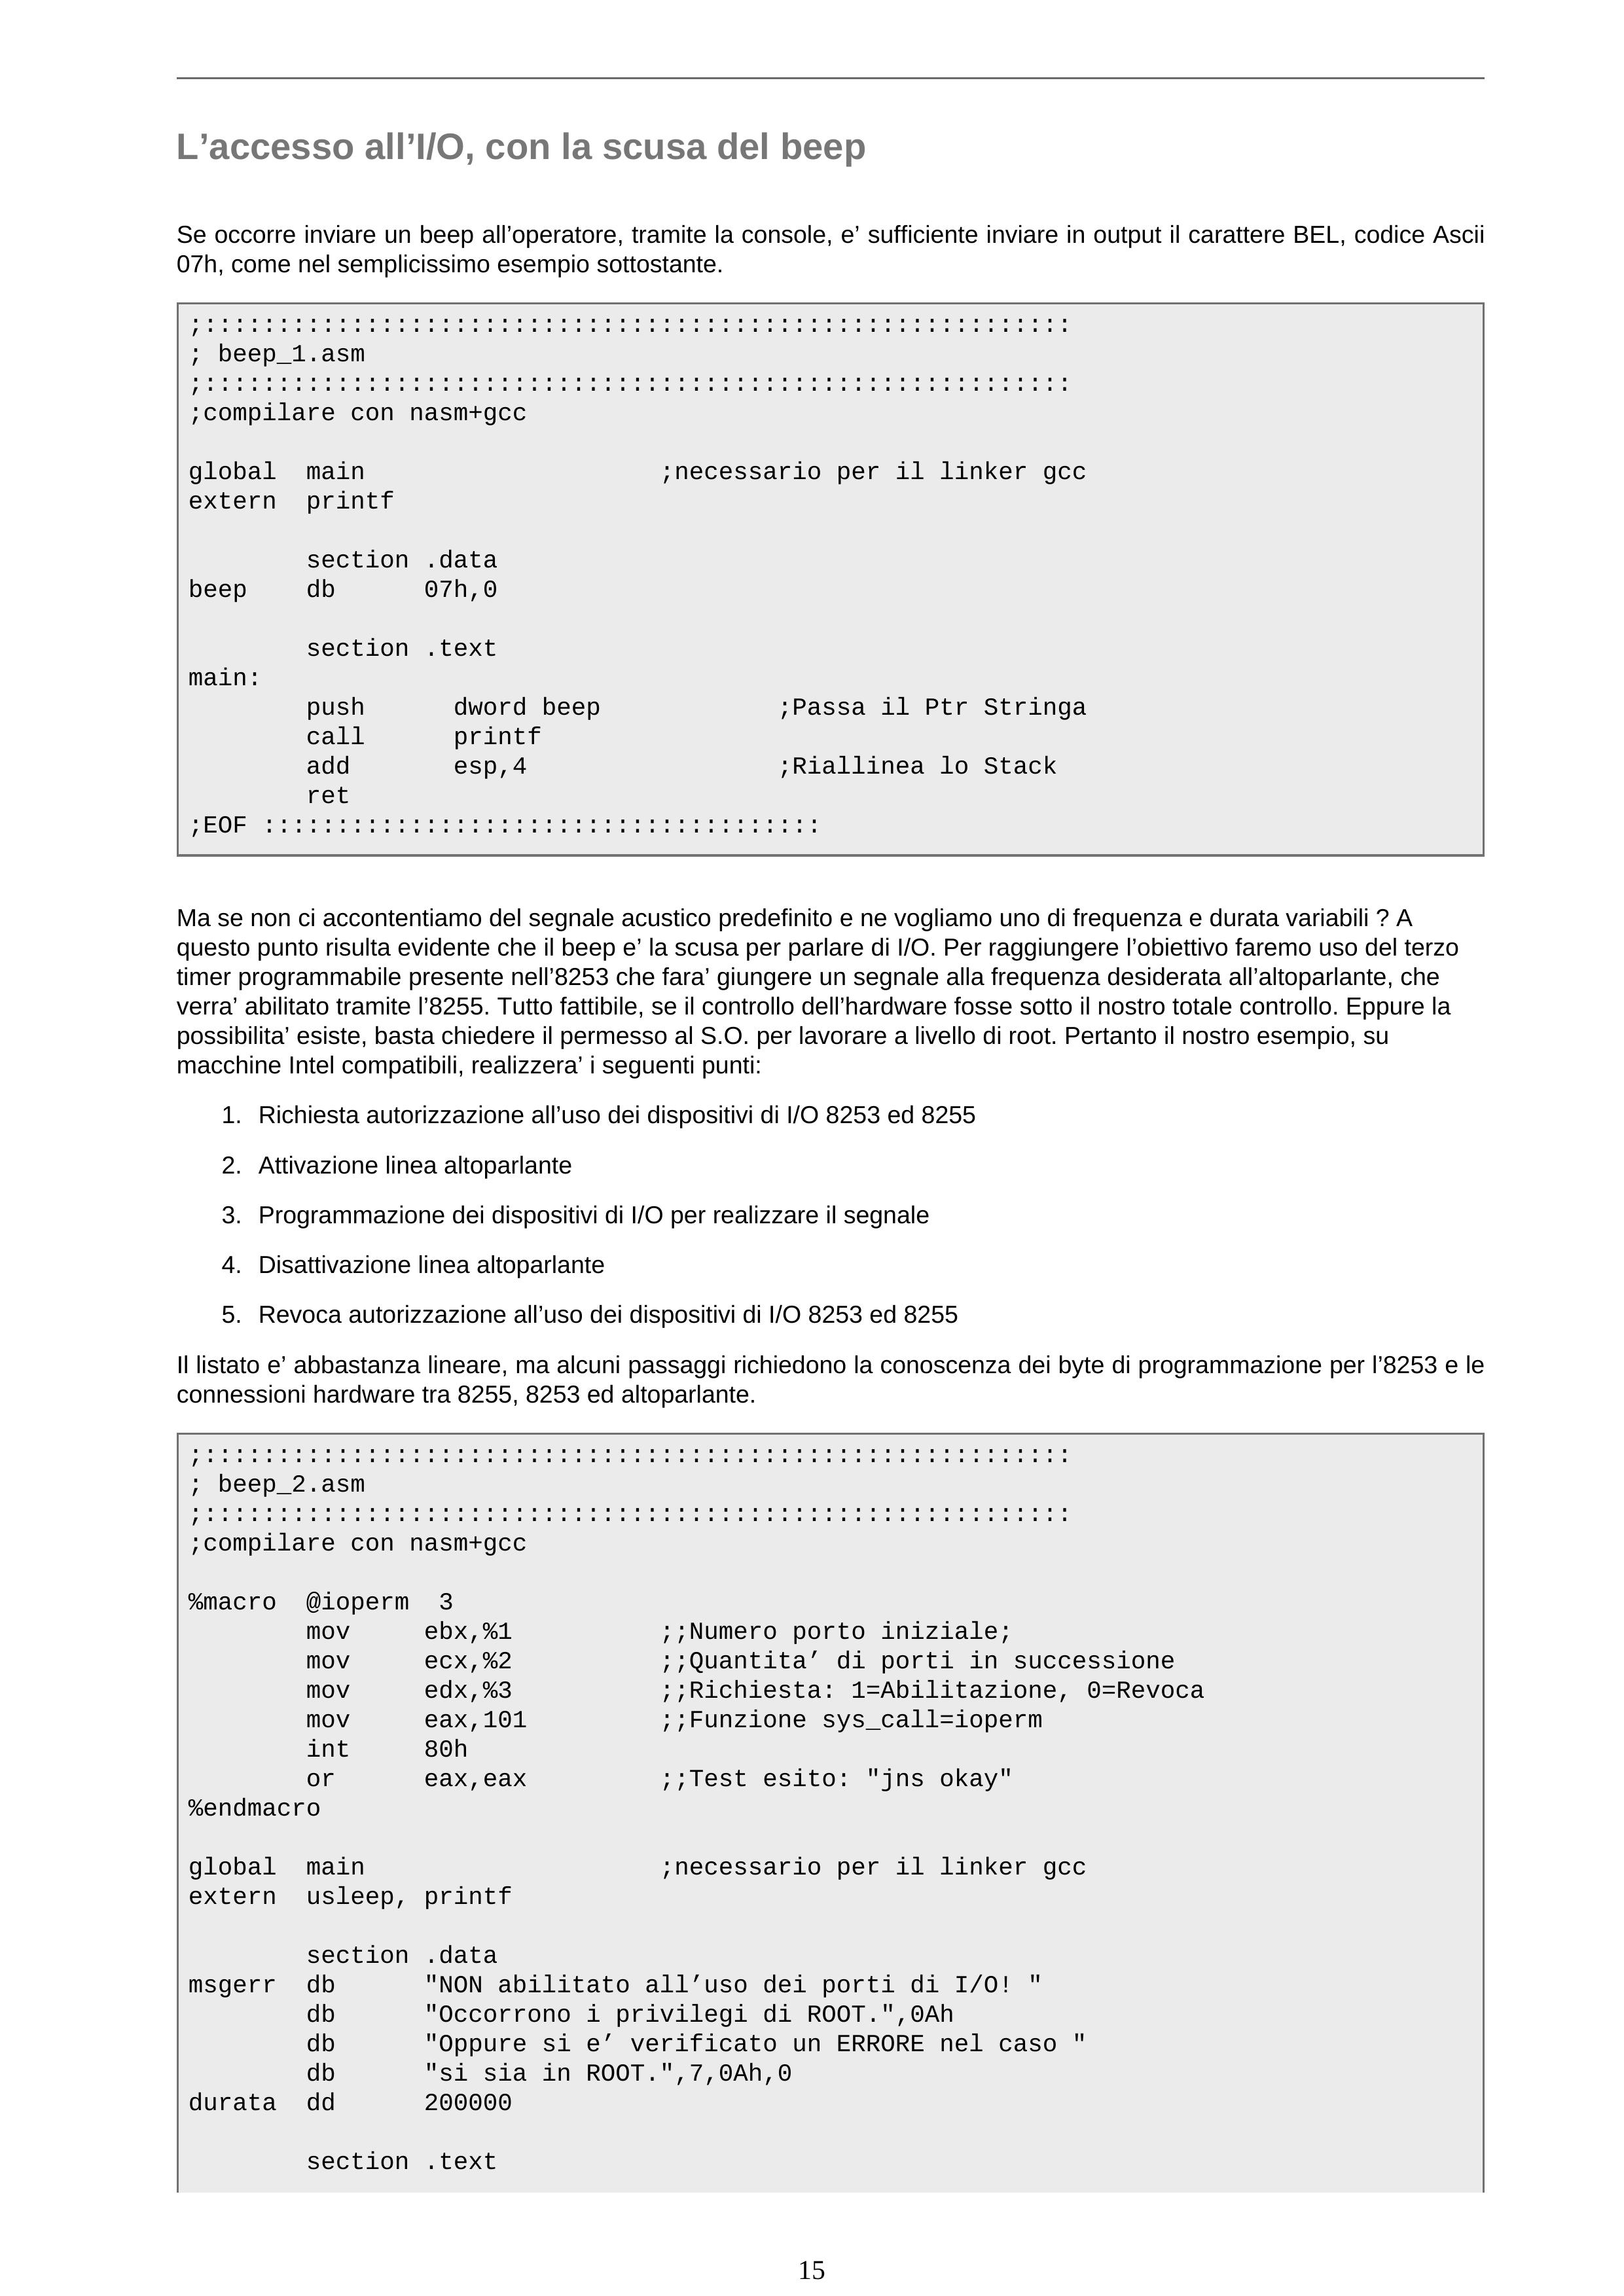 L’accesso all’I/O, con la scusa del beep
Se occorre inviare un beep all’operatore, tramite la console, e’ sufficiente inviare in output il carattere BEL, codice Ascii
07h, come nel semplicissimo esempio sottostante.
;:::::::::::::::::::::::::::::::::::::::::::::::::::::::::::
; beep_1.asm
;:::::::::::::::::::::::::::::::::::::::::::::::::::::::::::
;compilare con nasm+gcc
global  main                    ;necessario per il linker gcc
extern  printf
        section .data
beep    db      07h,0
        section .text
main:
        push      dword beep            ;Passa il Ptr Stringa
        call      printf
        add       esp,4                 ;Riallinea lo Stack
        ret
;EOF ::::::::::::::::::::::::::::::::::::::
Ma se non ci accontentiamo del segnale acustico predefinito e ne vogliamo uno di frequenza e durata variabili ? A
questo punto risulta evidente che il beep e’ la scusa per parlare di I/O. Per raggiungere l’obiettivo faremo uso del terzo
timer programmabile presente nell’8253 che fara’ giungere un segnale alla frequenza desiderata all’altoparlante, che
verra’ abilitato tramite l’8255. Tutto fattibile, se il controllo dell’hardware fosse sotto il nostro totale controllo. Eppure la
possibilita’ esiste, basta chiedere il permesso al S.O. per lavorare a livello di root. Pertanto il nostro esempio, su
macchine Intel compatibili, realizzera’ i seguenti punti:
1. Richiesta autorizzazione all’uso dei dispositivi di I/O 8253 ed 8255
2. Attivazione linea altoparlante
3. Programmazione dei dispositivi di I/O per realizzare il segnale
4. Disattivazione linea altoparlante
5. Revoca autorizzazione all’uso dei dispositivi di I/O 8253 ed 8255
Il listato e’ abbastanza lineare, ma alcuni passaggi richiedono la conoscenza dei byte di programmazione per l’8253 e le
connessioni hardware tra 8255, 8253 ed altoparlante.
;:::::::::::::::::::::::::::::::::::::::::::::::::::::::::::
; beep_2.asm
;:::::::::::::::::::::::::::::::::::::::::::::::::::::::::::
;compilare con nasm+gcc
%macro  @ioperm  3
        mov     ebx,%1          ;;Numero porto iniziale;
        mov     ecx,%2          ;;Quantita’ di porti in successione
        mov     edx,%3          ;;Richiesta: 1=Abilitazione, 0=Revoca
        mov     eax,101         ;;Funzione sys_call=ioperm
        int     80h
        or      eax,eax         ;;Test esito: "jns okay"
%endmacro
global  main                    ;necessario per il linker gcc
extern  usleep, printf
        section .data
msgerr  db      "NON abilitato all’uso dei porti di I/O! "
        db      "Occorrono i privilegi di ROOT.",0Ah
        db      "Oppure si e’ verificato un ERRORE nel caso "
        db      "si sia in ROOT.",7,0Ah,0
durata  dd      200000
        section .text
15